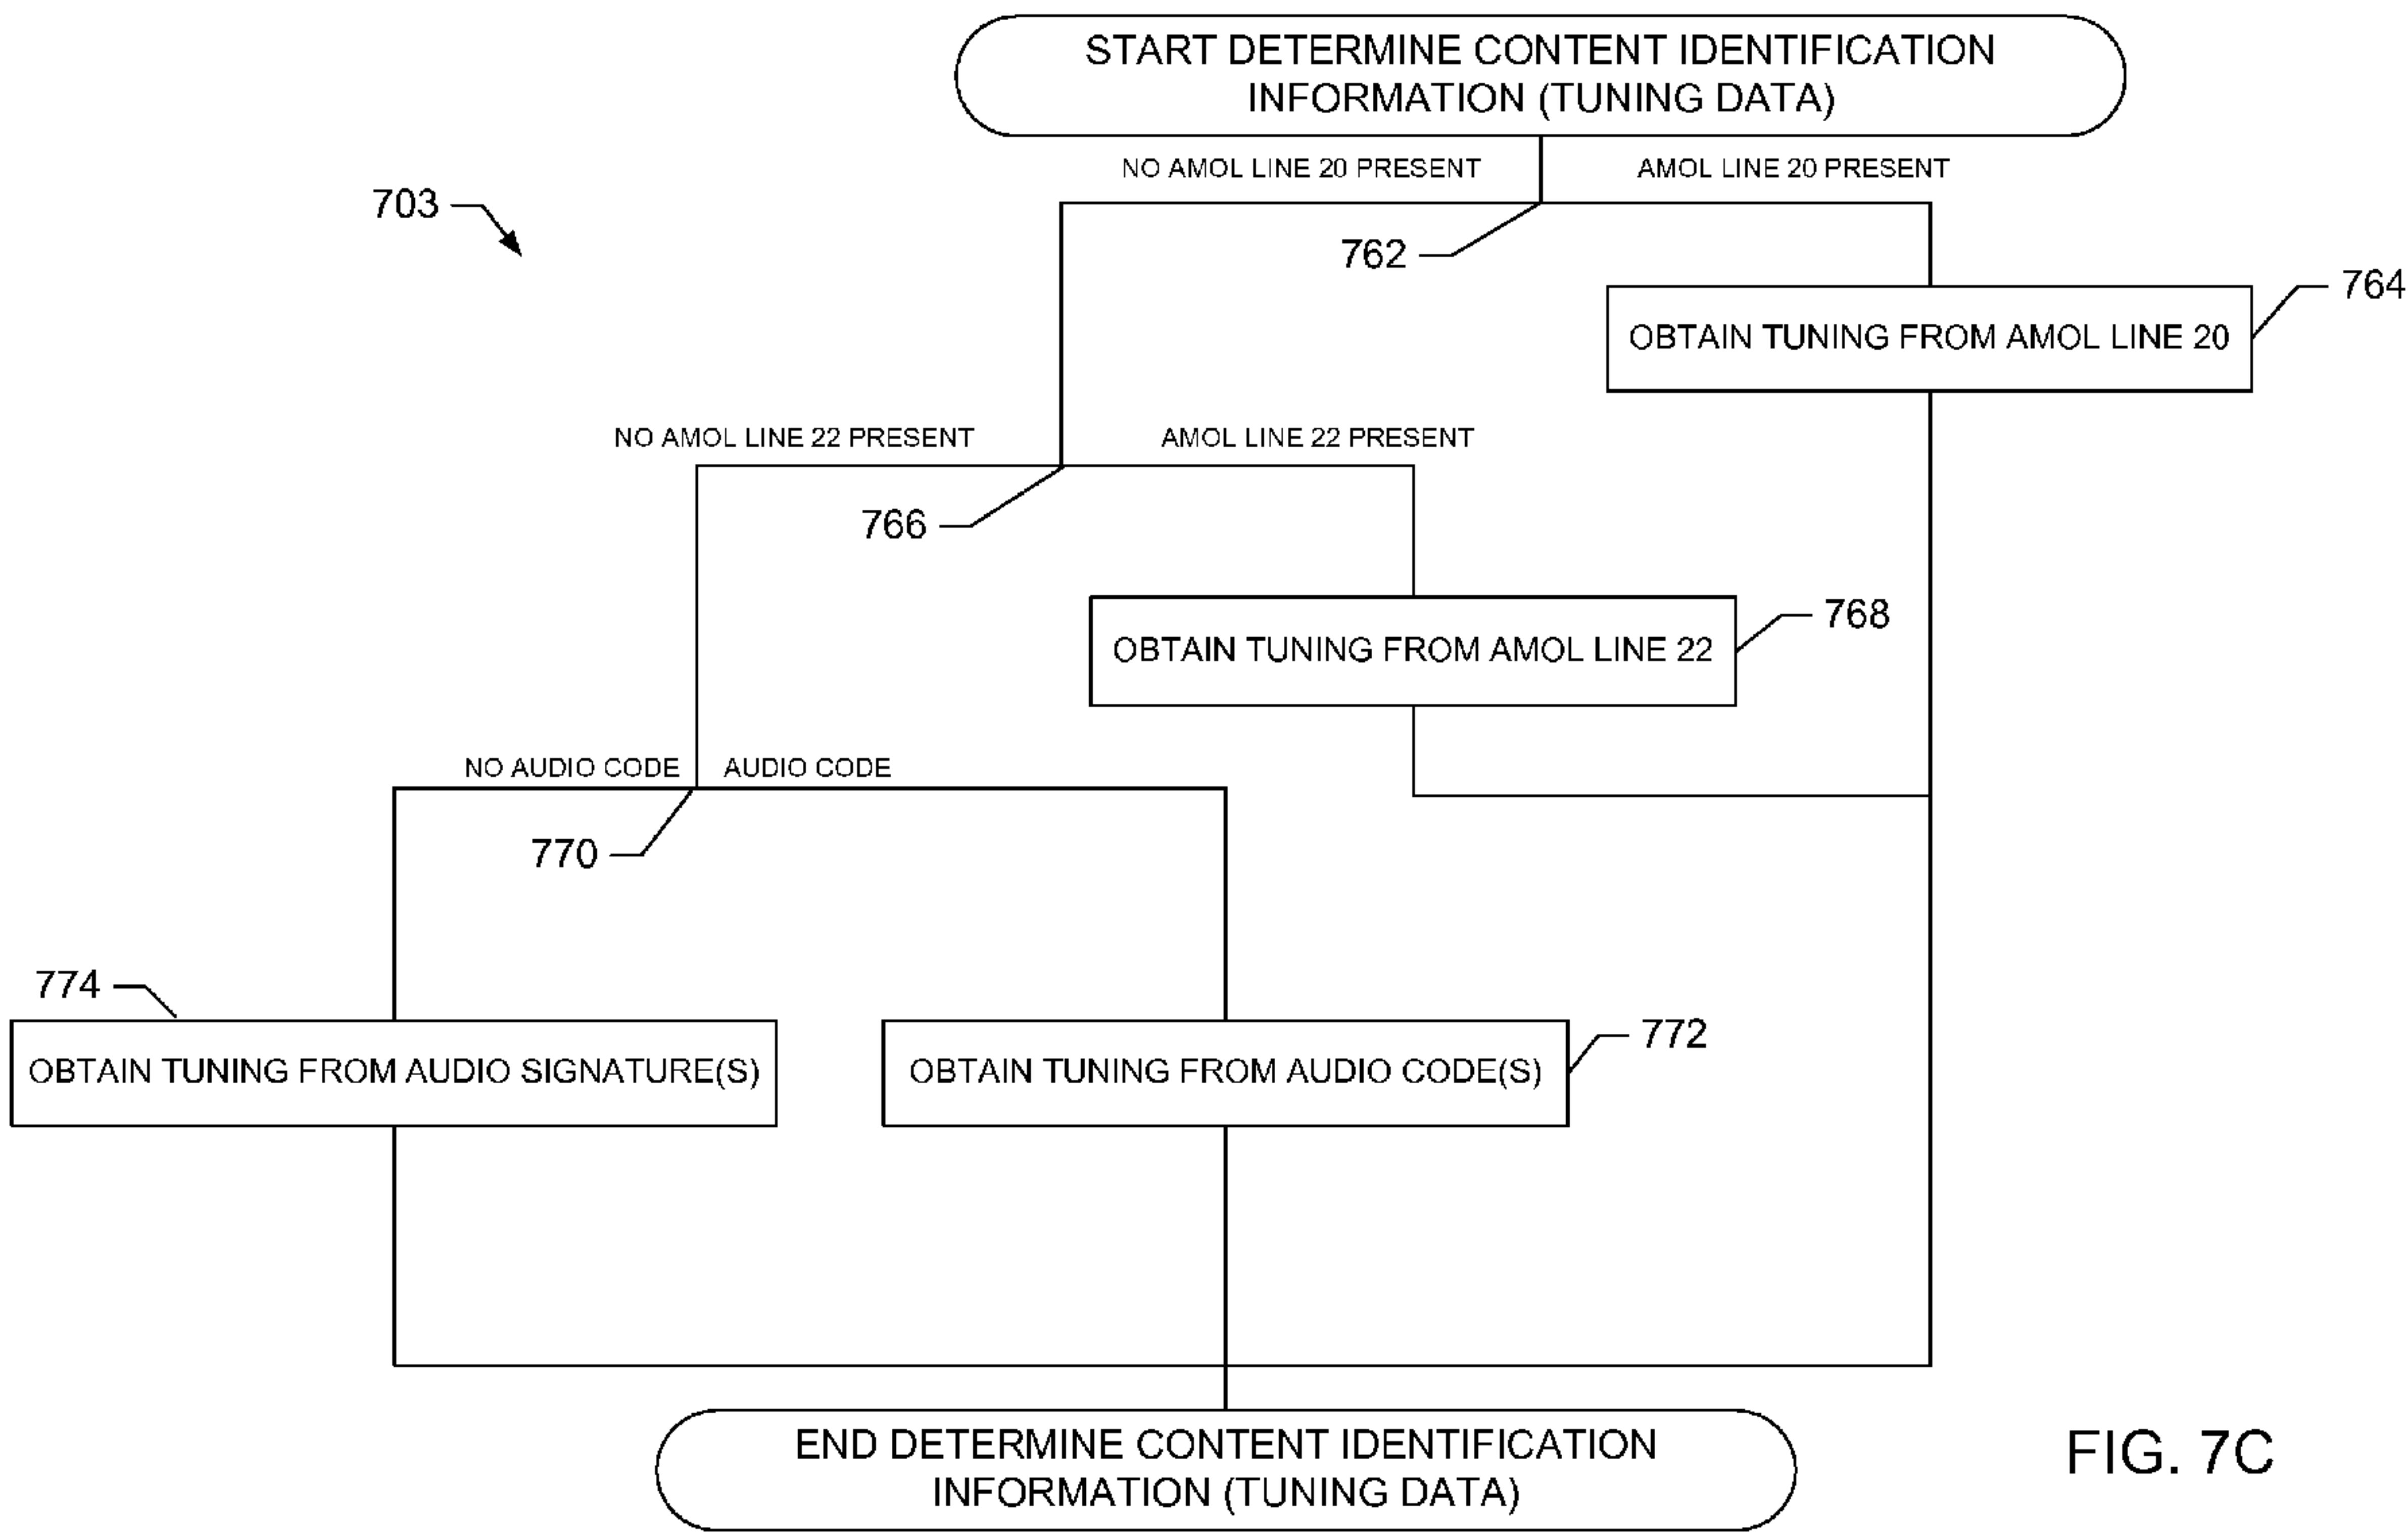 START DETERMINE CONTENT IDENTIFICATION
INFORMATION (TUNING DATA)
NO AMOL LINE 20 PRESENT
AMOL LINE 20 PRESENT
703
762
764
OBTAIN TUNING FROM AMOL LINE 20
NO AMOL LINE 22 PRESENT
AMOL LINE 22 PRESENT
766
768
OBTAIN TUNING FROM AMOL LINE 22
NO AUDIO CODE
AUDIO CODE
770
774
772
OBTAIN TUNING FROM AUDIO SIGNATURE(S)
OBTAIN TUNING FROM AUDIO CODE(S)
END DETERMINE CONTENT IDENTIFICATION
INFORMATION (TUNING DATA)
FIG. 7C